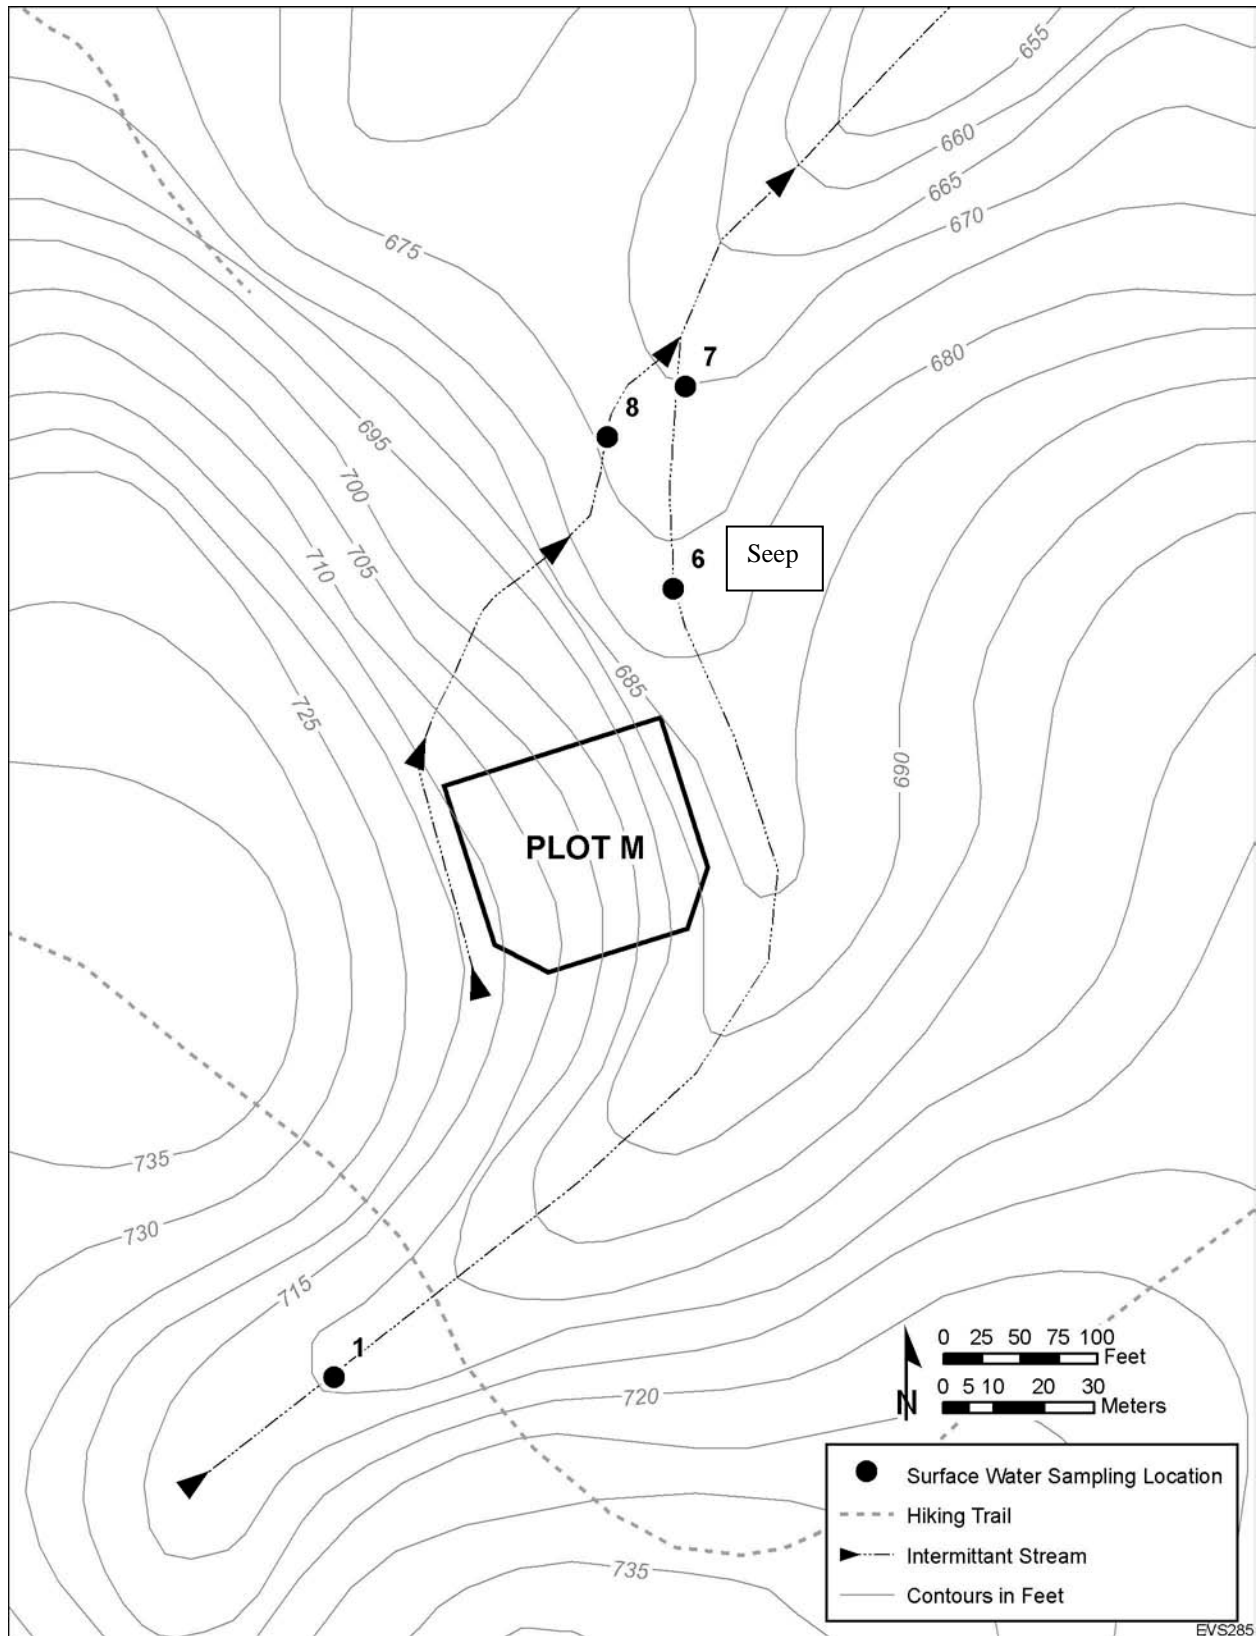 655
660
665
670
675
680
7
8
695
700
6
Seep
705
710
685
725
690
PLOT M
735
730
715
1
0 25 50 75 100
Feet
0 5 10 20 30
Meters
N
720
735
Surface Water Sampling Location
Hiking Trail
Intermittant Stream
Contours in Feet
EVS285